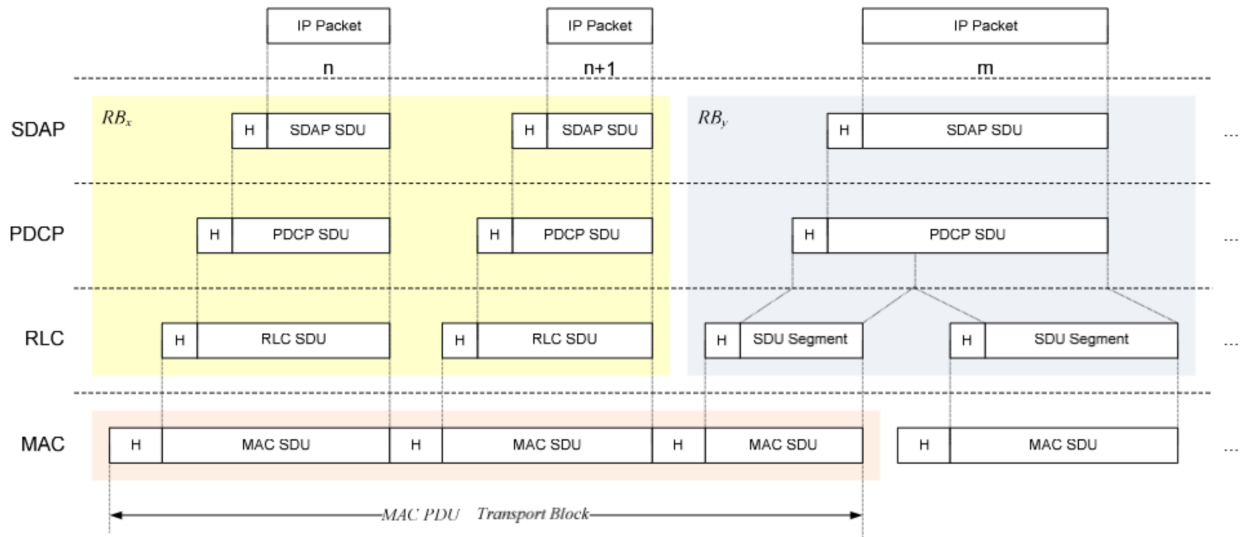 IP Packet IP Packet IP Packet
n n+1 m
SDAP RBx H SDAP SDU H SDAP SDU RBy H SDAP SDU ...
PDCP H PDCP SDU H PDCP SDU H PDCP SDU ...
RLC H RLC SDU H RLC SDU H SDU Segment H SDU Segment ...
MAC H MAC SDU H MAC SDU H MAC SDU H MAC SDU ...
MAC PDU Transport Block